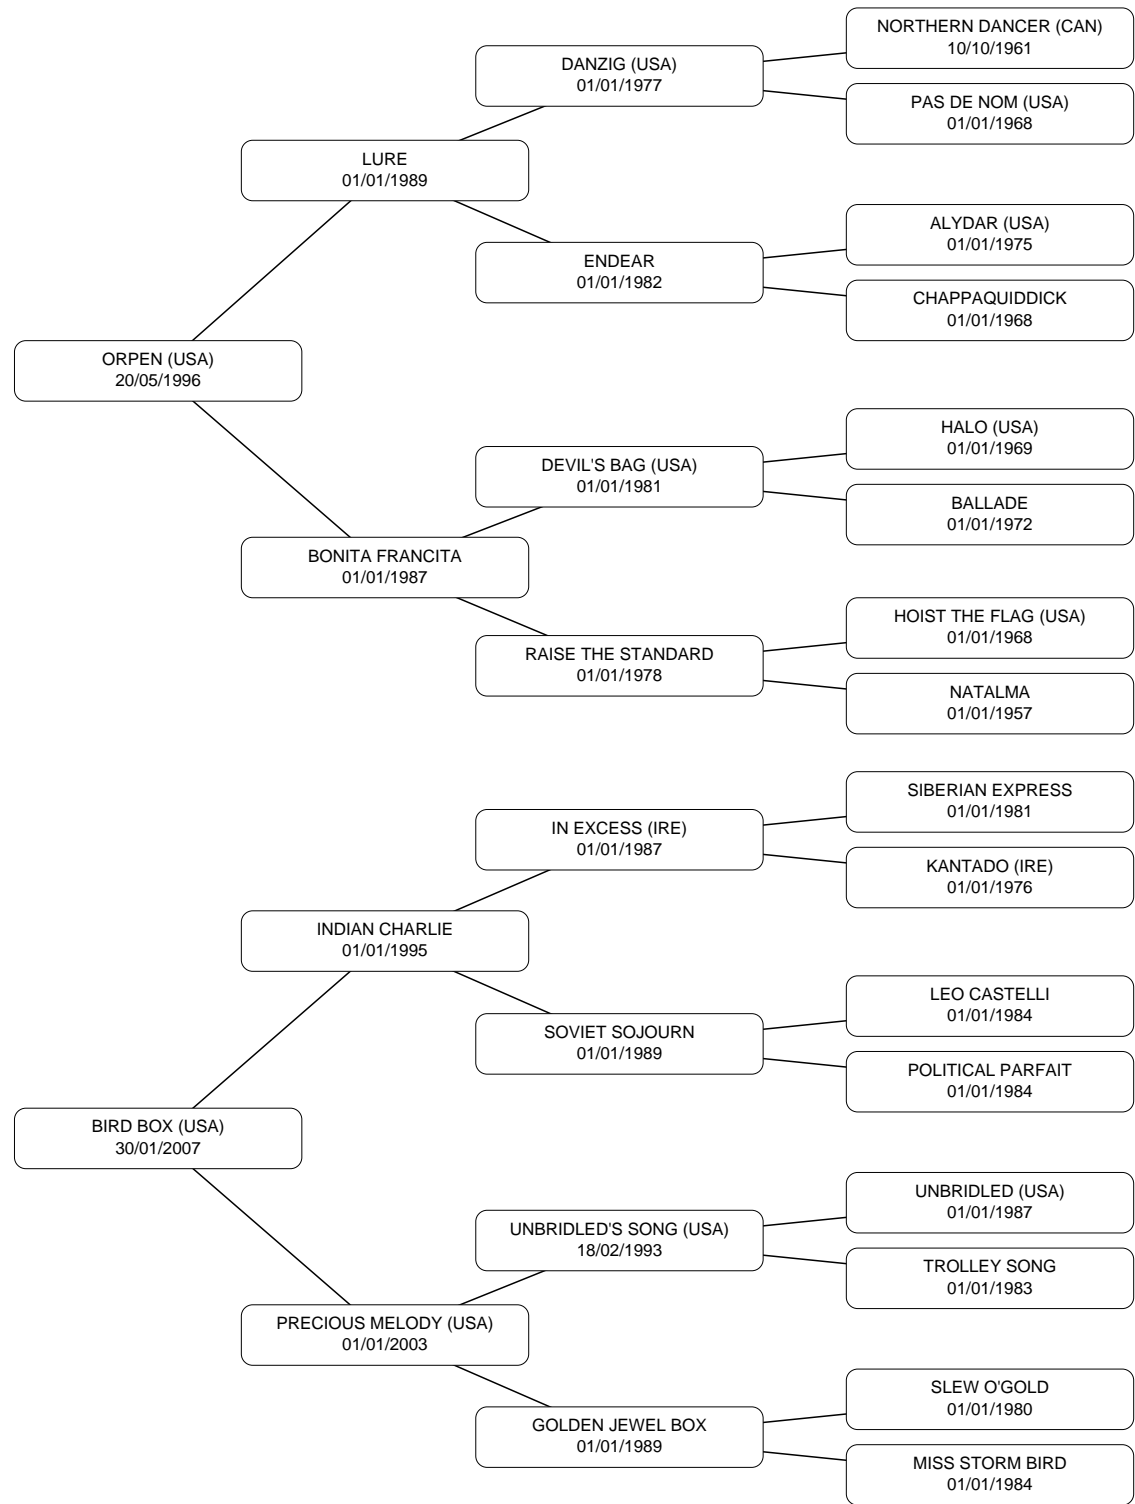 NORTHERN DANCER (CAN)
10/10/1961
DANZIG (USA)
01/01/1977
PAS DE NOM (USA)
01/01/1968
LURE
01/01/1989
ALYDAR (USA)
01/01/1975
ENDEAR
01/01/1982
CHAPPAQUIDDICK
01/01/1968
ORPEN (USA)
20/05/1996
HALO (USA)
01/01/1969
DEVIL'S BAG (USA)
01/01/1981
BALLADE
01/01/1972
BONITA FRANCITA
01/01/1987
HOIST THE FLAG (USA)
01/01/1968
RAISE THE STANDARD
01/01/1978
NATALMA
01/01/1957
SIBERIAN EXPRESS
01/01/1981
IN EXCESS (IRE)
01/01/1987
KANTADO (IRE)
01/01/1976
INDIAN CHARLIE
01/01/1995
LEO CASTELLI
01/01/1984
SOVIET SOJOURN
01/01/1989
POLITICAL PARFAIT
01/01/1984
BIRD BOX (USA)
30/01/2007
UNBRIDLED (USA)
01/01/1987
UNBRIDLED'S SONG (USA)
18/02/1993
TROLLEY SONG
01/01/1983
PRECIOUS MELODY (USA)
01/01/2003
SLEW O'GOLD
01/01/1980
GOLDEN JEWEL BOX
01/01/1989
MISS STORM BIRD
01/01/1984